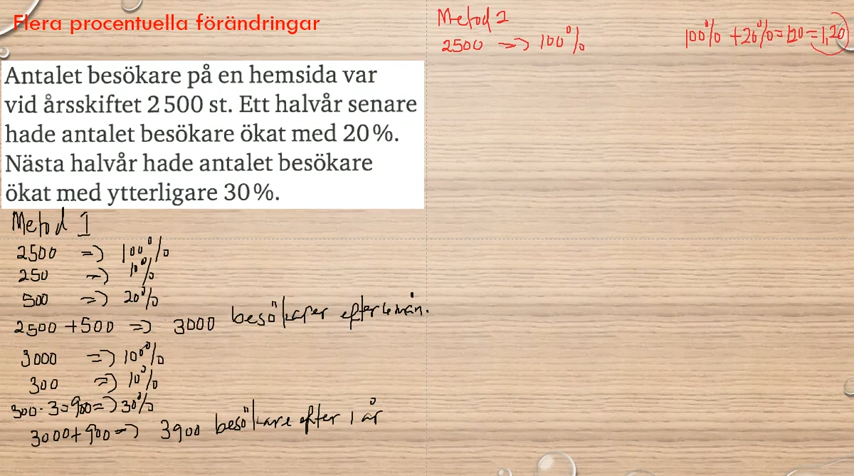 Flera procentuella förändringar
Antalet besökare på en hemsida var
vid årsskiftet 2 500 st. Ett halvår senare
hade antalet besökare ökat med 20 %.
Nästa halvår hade antalet besökare
ökat med ytterligare 30 %.
Metod 1
2500 => 100%
250 => 10%
500 => 20%
2500 + 500 => 3000 besökare efter 6 mån.
3000 => 100%
300 => 10%
300 · 3 = 900 => 30%
3000 + 900 => 3900 besökare efter 1 år
Metod 2
2500 => 100%
100% + 20% = 120 = 1,20